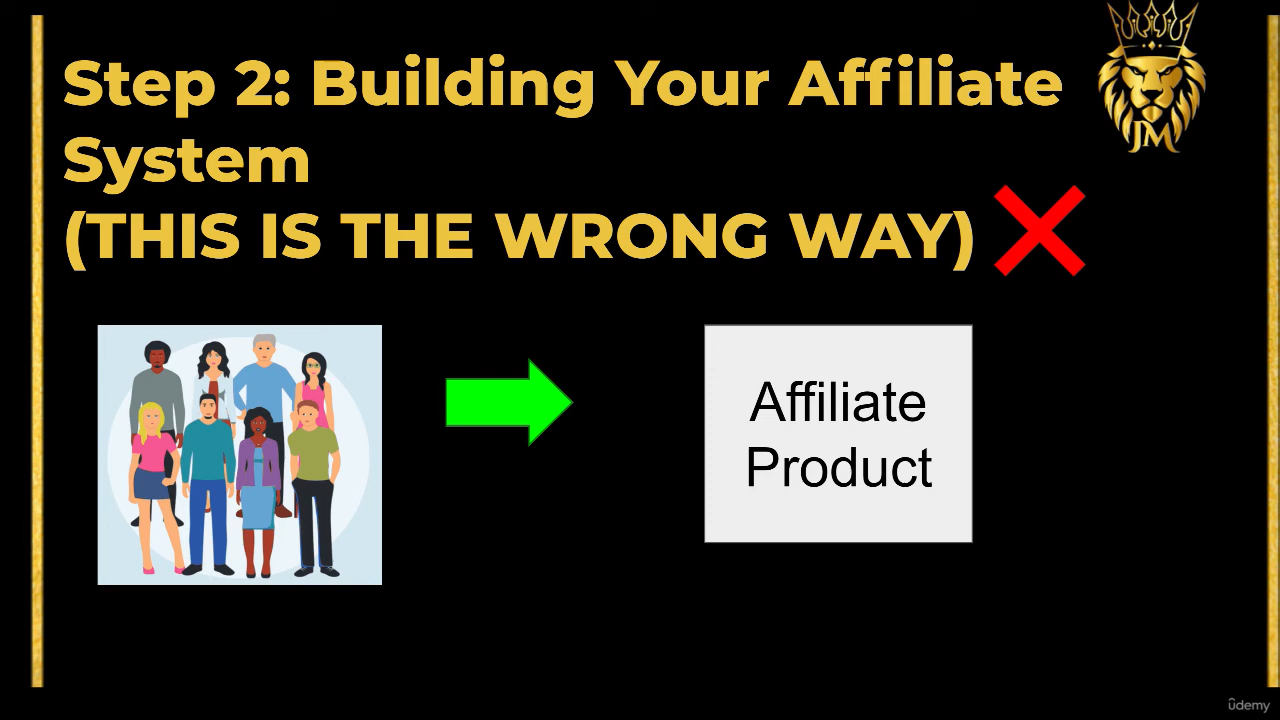 Step 2: Building Your Affiliate
System
(THIS IS THE WRONG WAY)
JM
Affiliate
Product
ûdemy